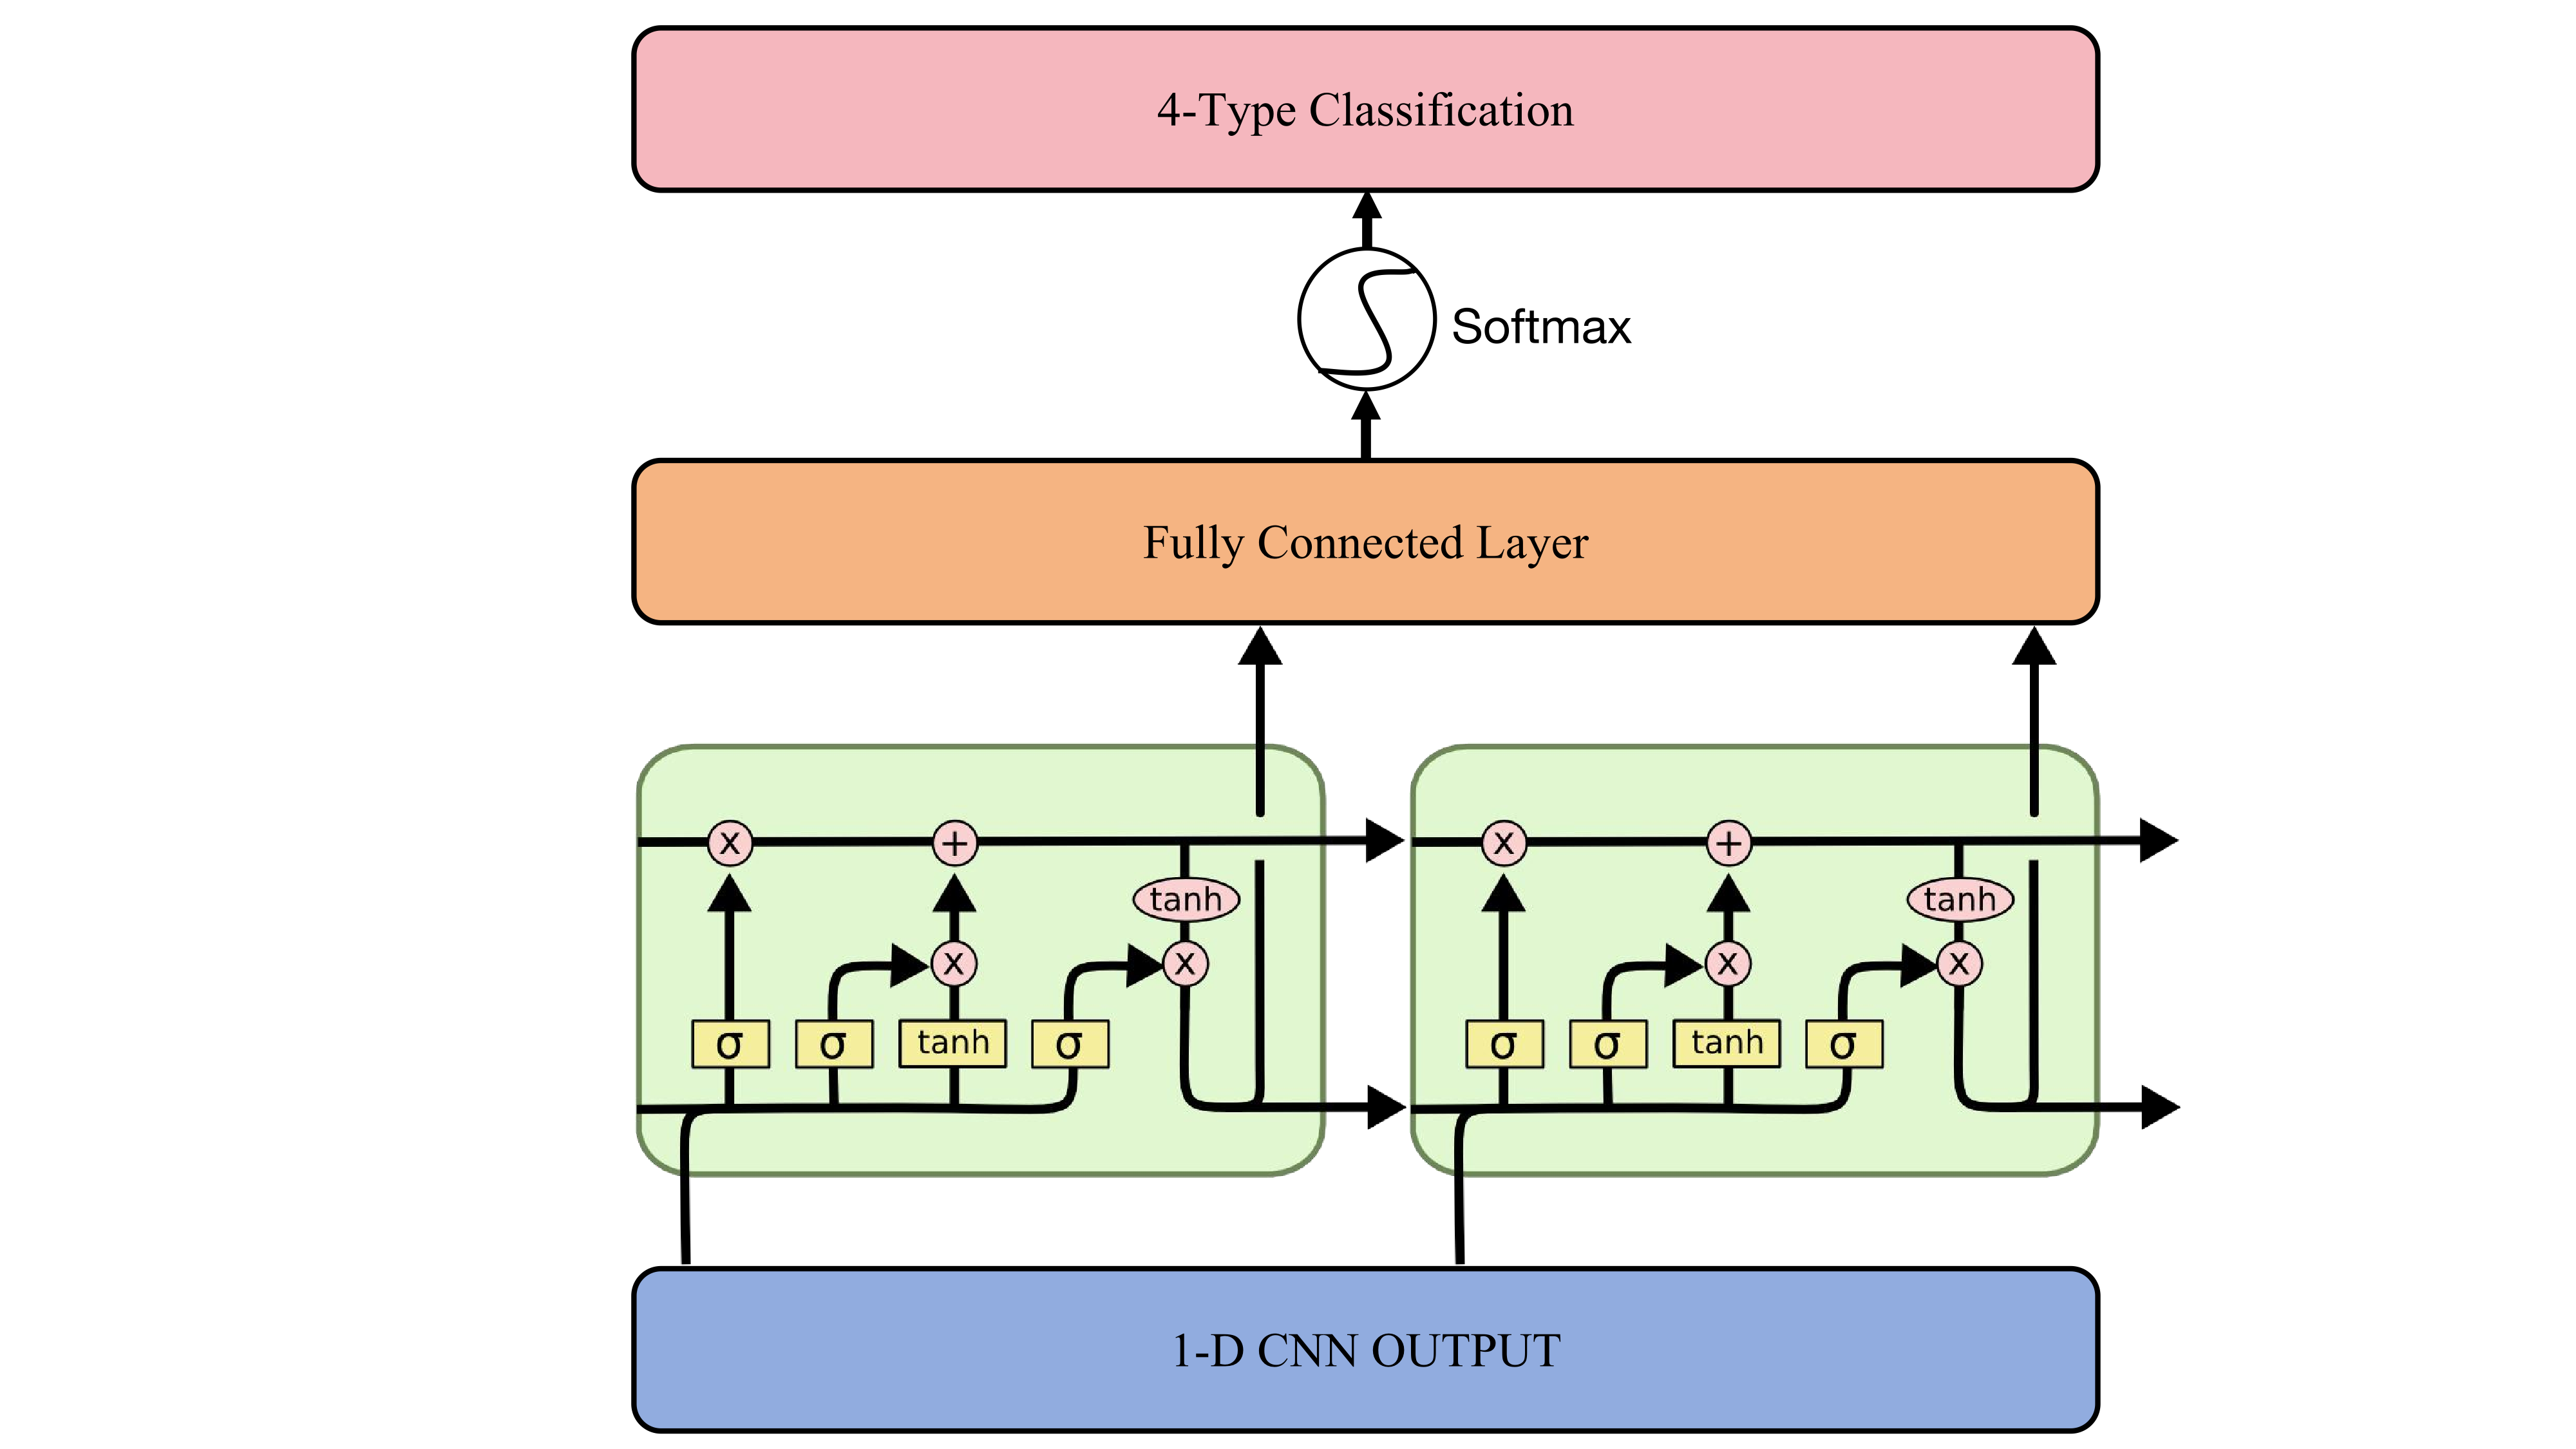 4-Type Classification
Softmax
Fully Connected Layer
x + x +
tanh tanh
x x x x
σ σ tanh σ σ σ tanh σ
1-D CNN OUTPUT